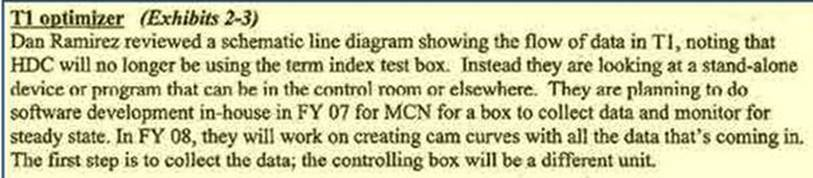 T1 optimizer (Exhibits 2-3)
Dan Ramirez reviewed a schematic line diagram showing the flow of data in T1, noting that
HDC will no longer be using the term index test box. Instead they are looking at a stand-alone
device or program that can be in the control room or elsewhere. They are planning to do
software development in-house in FY 07 for MCN for a box to collect data and monitor for
steady state. In FY 08, they will work on creating cam curves with all the data that's coming in.
The first step is to collect the data; the controlling box will be a different unit.